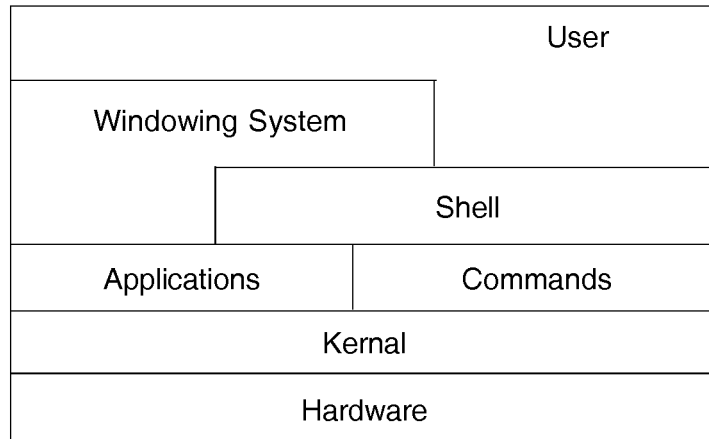 User
Windowing System
Shell
Applications
Commands
Kernal
Hardware